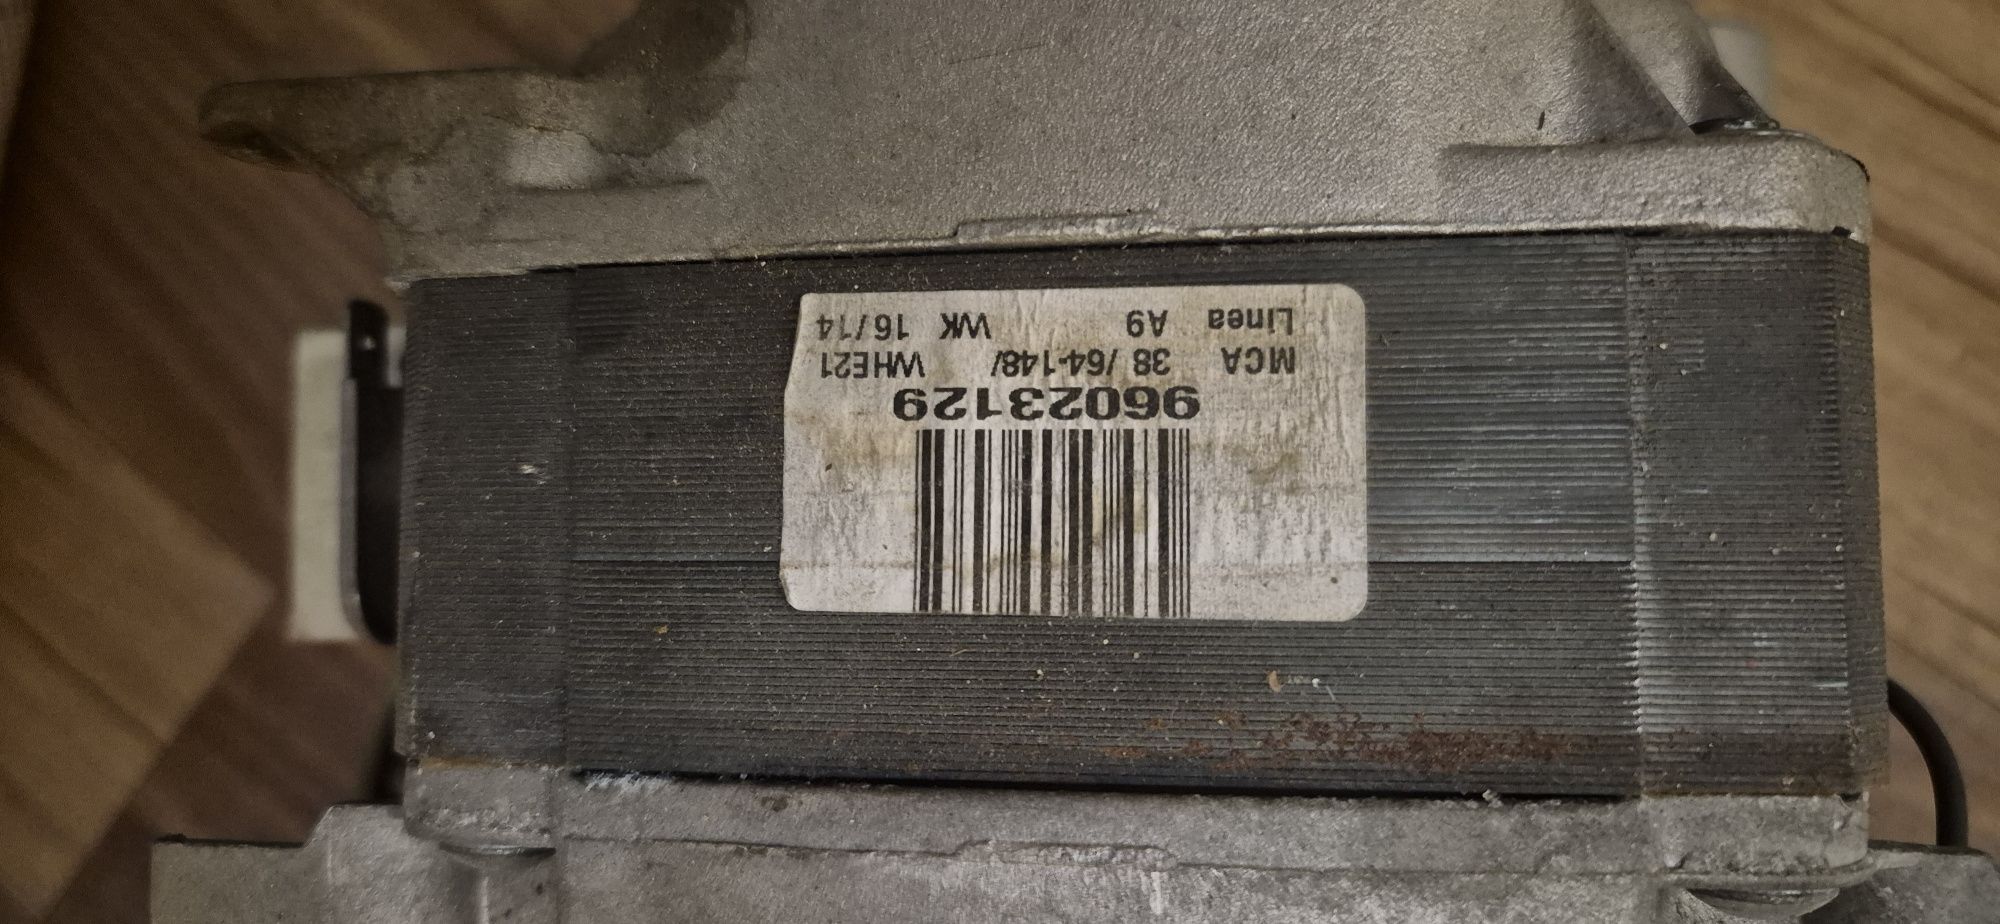 96023129
MCA 38 /64-148/ WHE21
Linea A9 WK 16/14